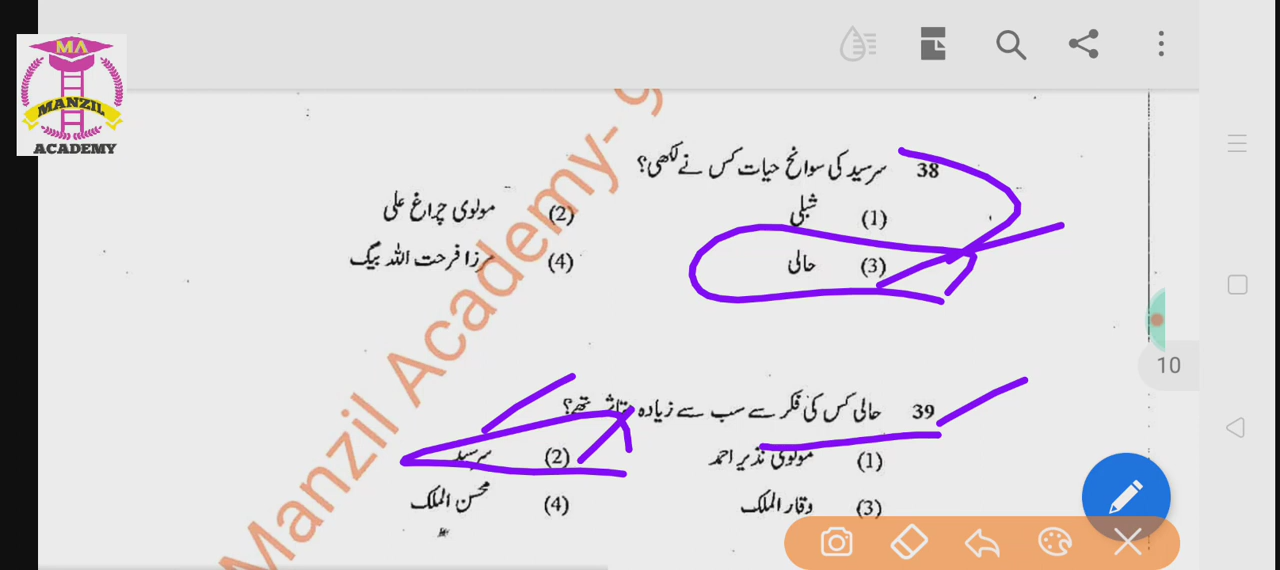 MA
MANZIL
ACADEMY
Manzil Academy- 9
38 سرسید کی سوانح حیات کس نے لکھی؟
(1) شبلی (2) مولوی چراغ علی
(3) حالی (4) مرزا فرحت اللہ بیگ
10
39 حالی کس کی فکر سے سب سے زیادہ متاثر تھے؟
(1) مولوی نذیر احمد (2) سرسید
(3) وقار الملک (4) محسن الملک